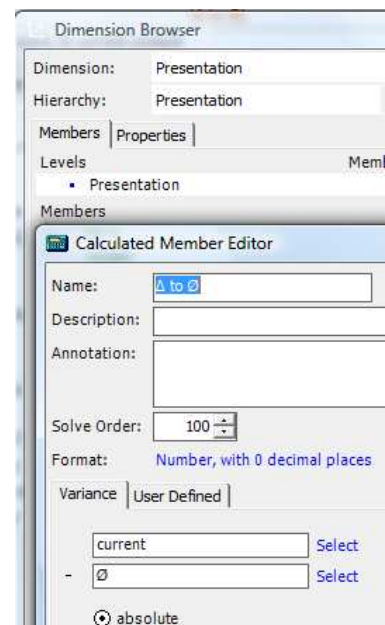 Dimension Browser
Dimension: Presentation
Hierarchy: Presentation
Members Properties
Levels
Presentation
Members
Calculated Member Editor
Name: Δ to Ø
Description:
Annotation:
Solve Order: 100
Format: Number, with 0 decimal places
Variance User Defined
current Select
- Ø Select
absolute